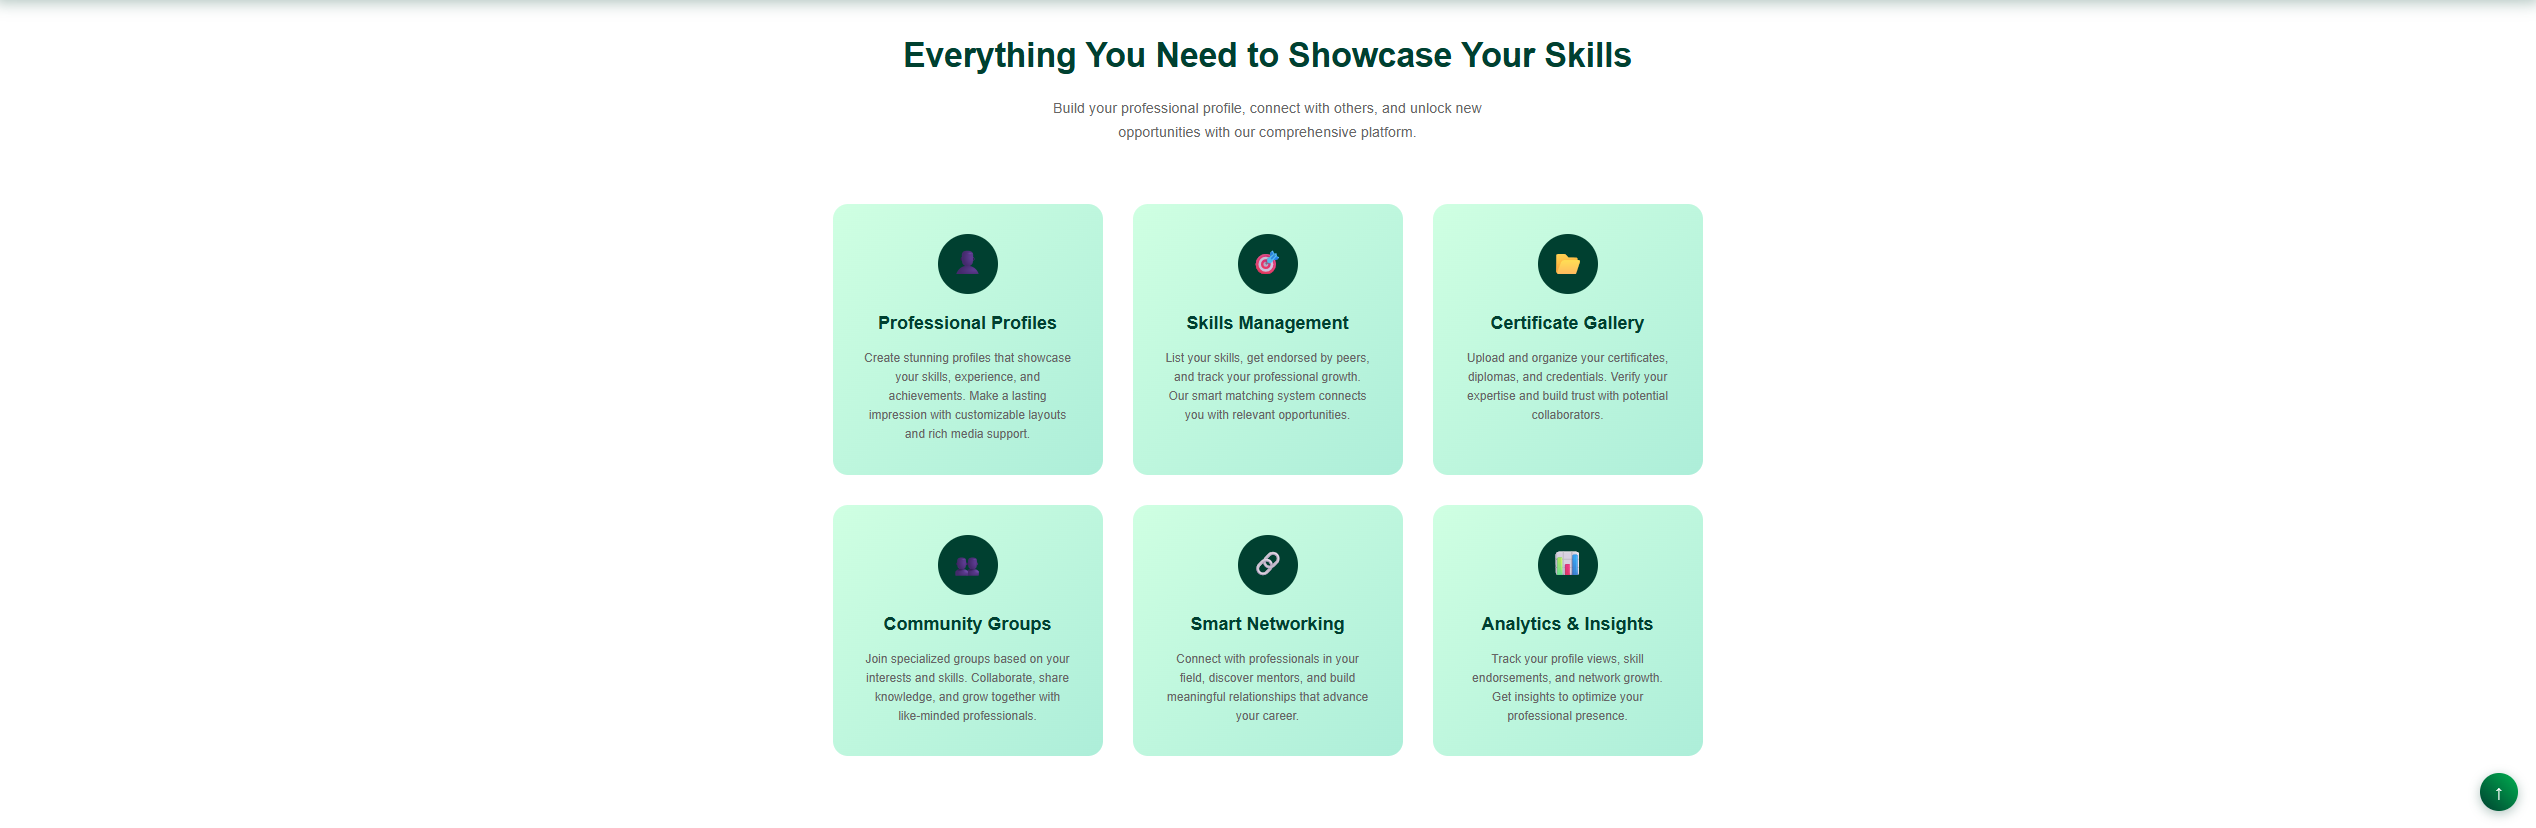 Everything You Need to Showcase Your Skills
Build your professional profile, connect with others, and unlock new
opportunities with our comprehensive platform.
Professional Profiles
Create stunning profiles that showcase
your skills, experience, and
achievements. Make a lasting
impression with customizable layouts
and rich media support.
Skills Management
List your skills, get endorsed by peers,
and track your professional growth.
Our smart matching system connects
you with relevant opportunities.
Certificate Gallery
Upload and organize your certificates,
diplomas, and credentials. Verify your
expertise and build trust with potential
collaborators.
Community Groups
Join specialized groups based on your
interests and skills. Collaborate, share
knowledge, and grow together with
like-minded professionals.
Smart Networking
Connect with professionals in your
field, discover mentors, and build
meaningful relationships that advance
your career.
Analytics & Insights
Track your profile views, skill
endorsements, and network growth.
Get insights to optimize your
professional presence.
↑